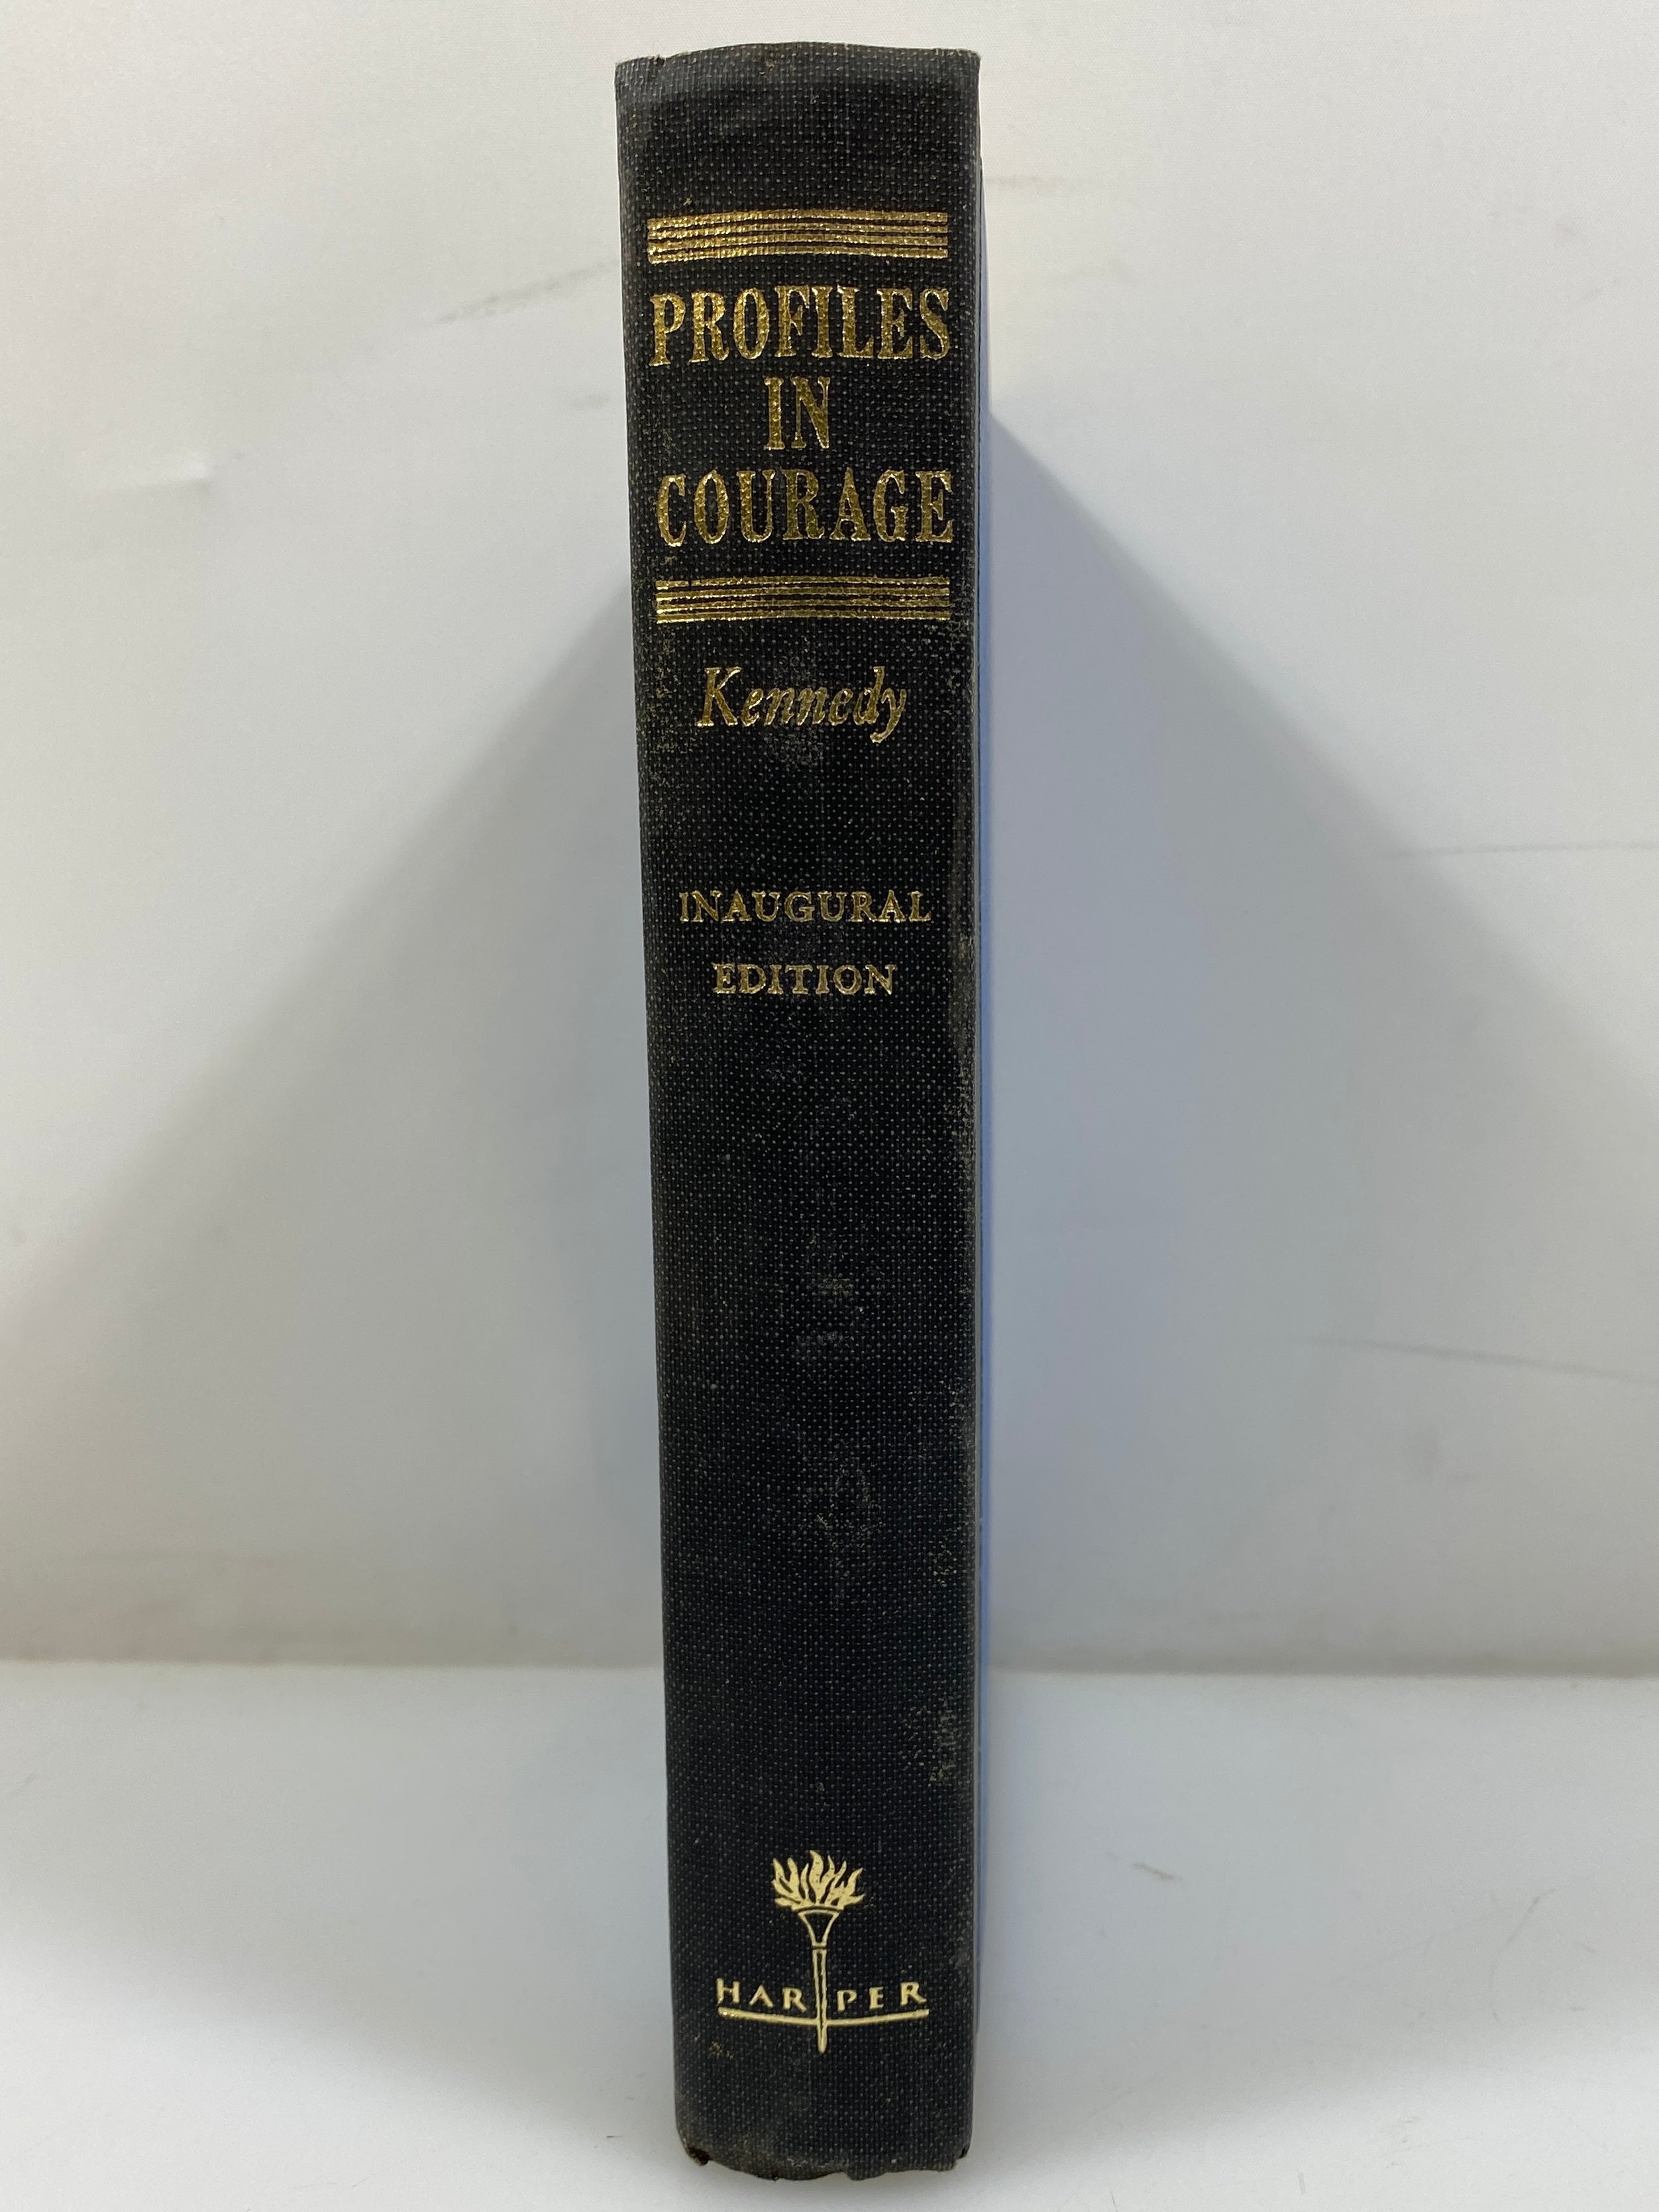 PROFILES
IN
COURAGE
Kennedy
INAUGURAL
EDITION
HARPER